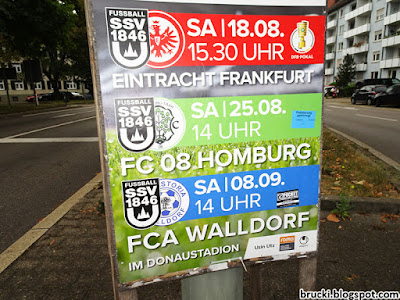 FUSSBALL
SSV
1846
SA | 18.08.
15.30 UHR
DFB-POKAL
EINTRACHT FRANKFURT
FUSSBALL
SSV
1846
SA | 25.08.
14 UHR
FC 08 HOMBURG
FUSSBALL
SSV
1846
SA | 08.09.
14 UHR
FCA WALLDORF
IM DONAUSTADION
brucki.blogspot.com